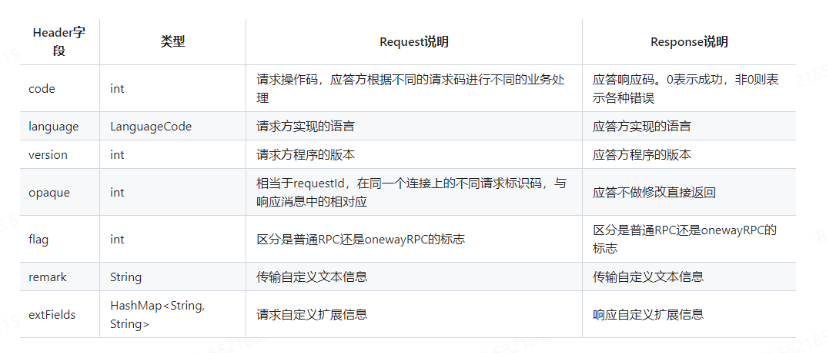 Header字 类型 Request说明 Response说明
段
code int 请求操作码，应答方根据不同的请求码进行不同的业务处 应答响应码。0表示成功，非0则表
理 示各种错误
language LanguageCode 请求方实现的语言 应答方实现的语言
version int 请求方程序的版本 应答方程序的版本
opaque int 相当于requestId，在同一个连接上的不同请求标识码，与 应答不做修改直接返回
响应消息中的相对应
flag int 区分是普通RPC还是onewayRPC的标志 区分是普通RPC还是onewayRPC的
标志
remark String 传输自定义文本信息 传输自定义文本信息
extFields HashMap<String, 请求自定义扩展信息 响应自定义扩展信息
String>